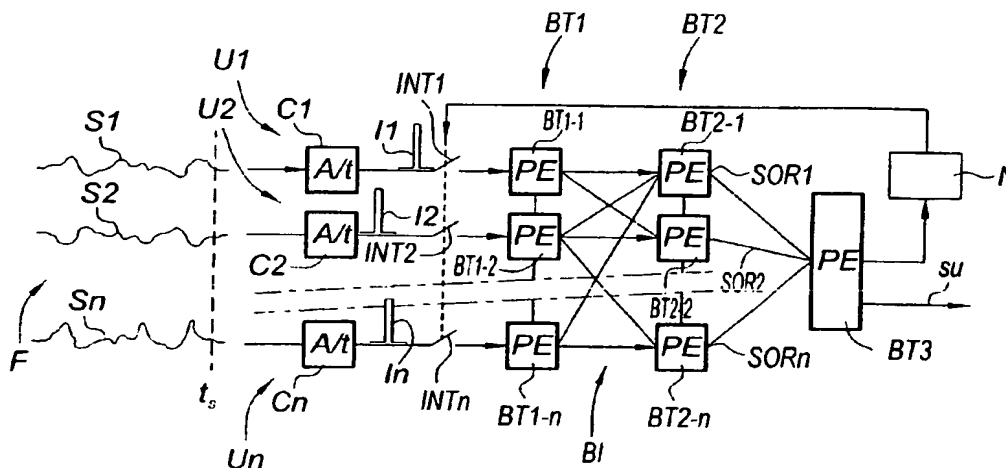 BT1
BT2
U1
INT1
U2
C1
S1
I1
BT1-1
BT2-1
A/t
PE
PE
SOR1
N
S2
I2
A/t
PE
PE
PE
su
C2
INT2
BT1-2
SOR2
BT2-2
Sn
F
A/t
PE
PE
SORn
BT3
ts
Cn
In
INTn
BT1-n
BT2-n
Un
BI